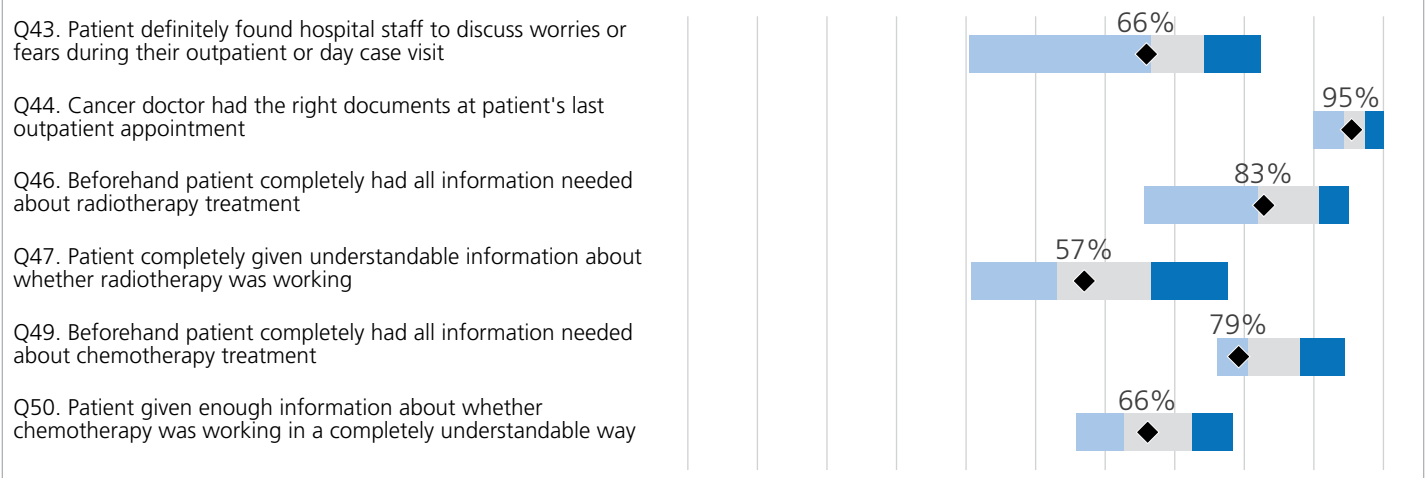 Q43. Patient definitely found hospital staff to discuss worries or
fears during their outpatient or day case visit
66%
Q44. Cancer doctor had the right documents at patient's last
outpatient appointment
95%
Q46. Beforehand patient completely had all information needed
about radiotherapy treatment
83%
Q47. Patient completely given understandable information about
whether radiotherapy was working
57%
Q49. Beforehand patient completely had all information needed
about chemotherapy treatment
79%
Q50. Patient given enough information about whether
chemotherapy was working in a completely understandable way
66%